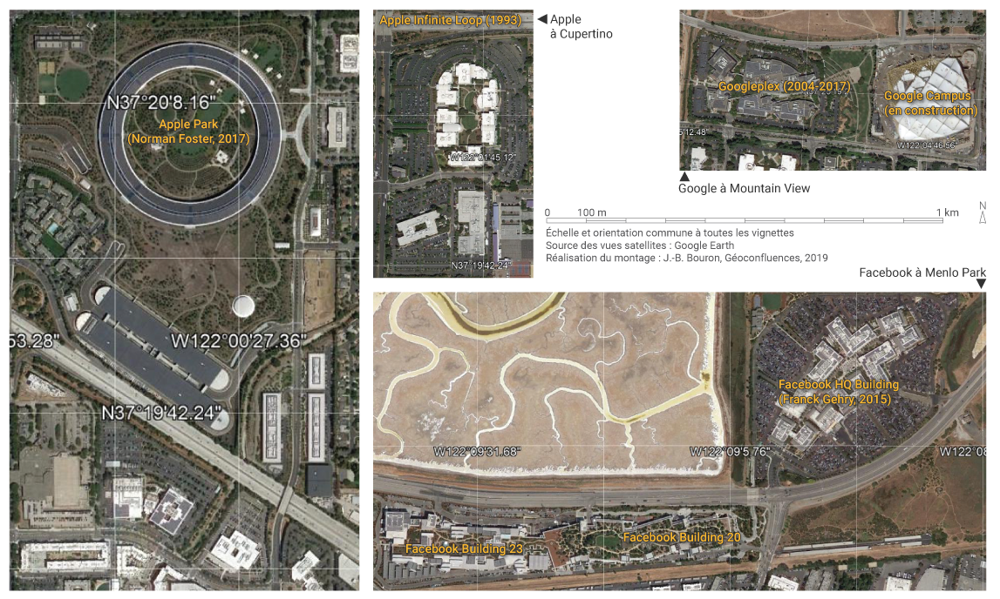 N37°20'8.16"
Apple Park
(Norman Foster, 2017)
53.28"
W122°00'27.36"
N37°19'42.24"
Apple Infinite Loop (1993)
Apple
à Cupertino
W122°01'45.12"
N37°19'42.24"
Googleplex (2004-2017)
Google Campus
(en construction)
5'12.48"
W122°04'46.56"
Google à Mountain View
0 100 m 1 km
N
Échelle et orientation commune à toutes les vignettes
Source des vues satellites : Google Earth
Réalisation du montage : J.-B. Bouron, Géoconfluences, 2019
Facebook à Menlo Park
Facebook HQ Building
(Franck Gehry, 2015)
W122°09'31.68"
W122°09'5.76"
W122°08
Facebook Building 23
Facebook Building 20